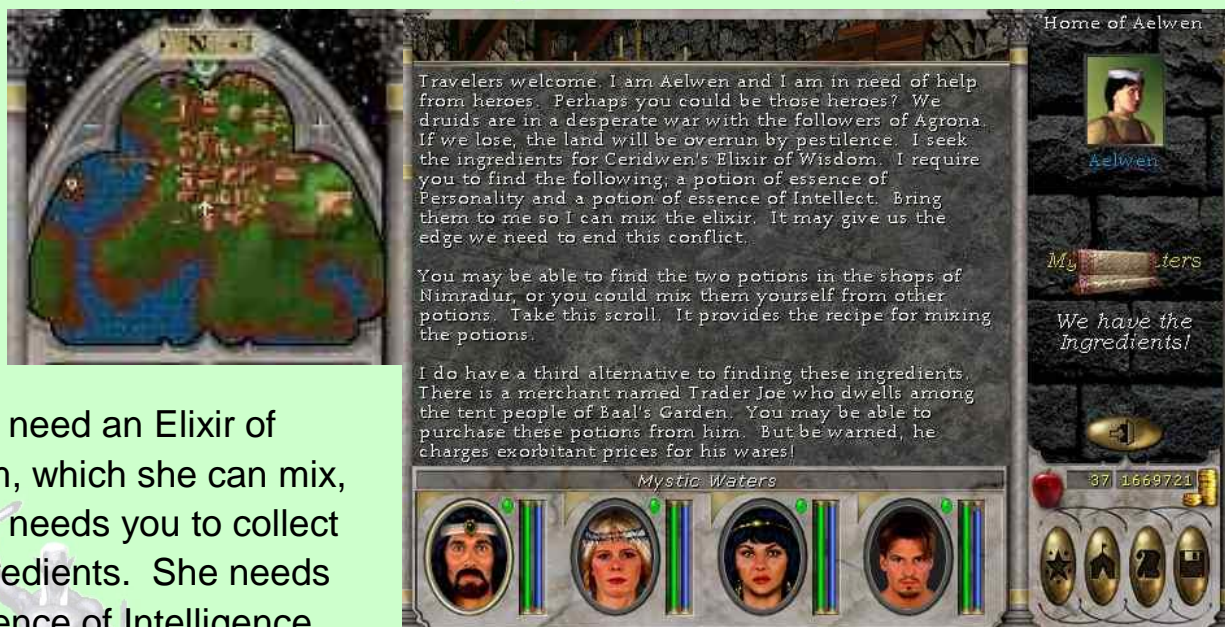 N
Travelers welcome. I am Aelwen and I am in need of help
from heroes. Perhaps you could be those heroes? We
druids are in a desperate war with the followers of Agrona.
If we lose, the land will be overrun by pestilence. I seek
the ingredients for Ceridwen's Elixir of Wisdom. I require
you to find the following; a potion of essence of
Personality and a potion of essence of Intellect. Bring
them to me so I can mix the elixir. It may give us the
edge we need to end this conflict.
You may be able to find the two potions in the shops of
Nimradur, or you could mix them yourself from other
potions. Take this scroll. It provides the recipe for mixing
the potions.
I do have a third alternative to finding these ingredients.
There is a merchant named Trader Joe who dwells among
the tent people of Baal's Garden. You may be able to
purchase these potions from him. But be warned, he
charges exorbitant prices for his wares!
Mystic Waters
Home of Aelwen
Aelwen
We have the
Ingredients!
37 1669721
need an Elixir of
which she can mix,
needs you to collect
She needs
of Intelligence